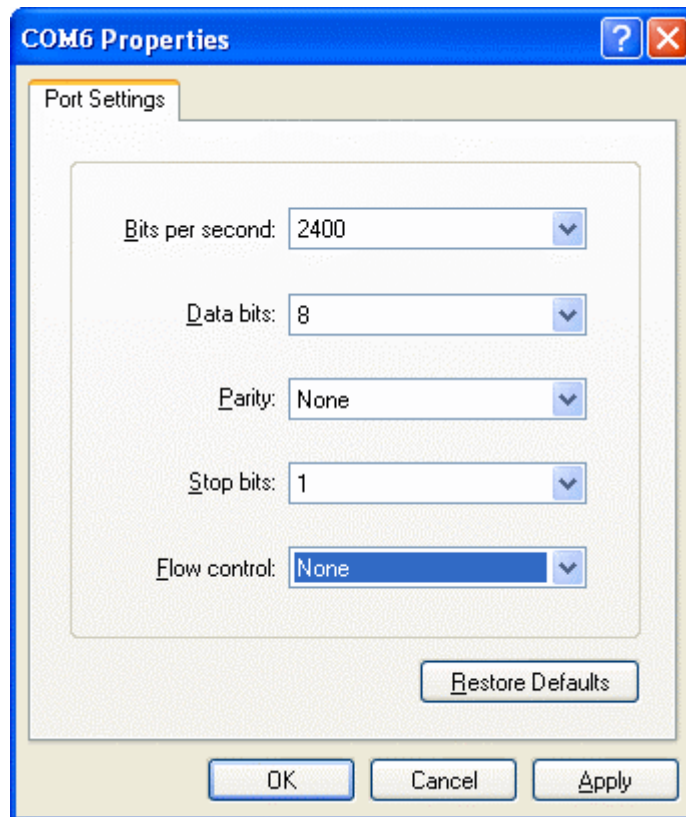 COM6 Properties
Port Settings
Bits per second: 2400
Data bits: 8
Parity: None
Stop bits: 1
Flow control: None
Restore Defaults
OK Cancel Apply